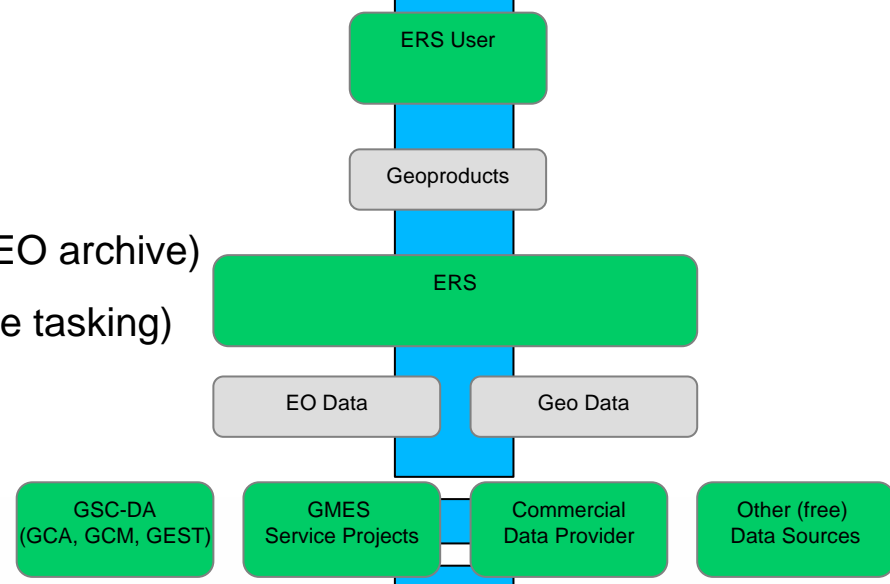 ERS User
Geoproducts
EO archive)
e tasking)
ERS
EO Data
Geo Data
GSC-DA
(GCA, GCM, GEST)
GMES
Service Projects
Commercial
Data Provider
Other (free)
Data Sources